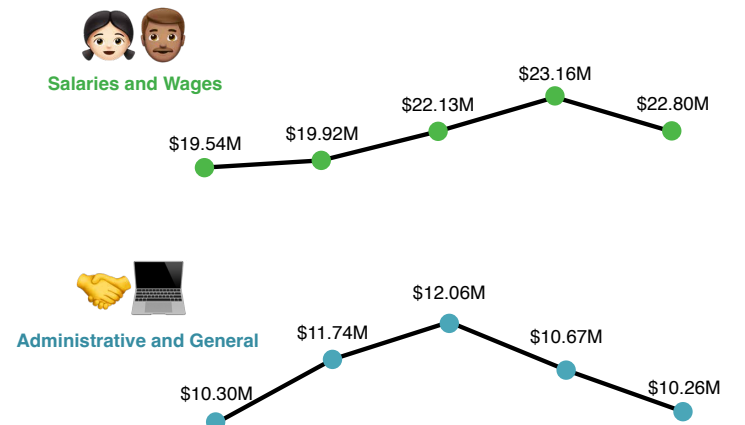 Salaries and Wages
$19.54M
$19.92M
$22.13M
$23.16M
$22.80M
Administrative and General
$10.30M
$11.74M
$12.06M
$10.67M
$10.26M